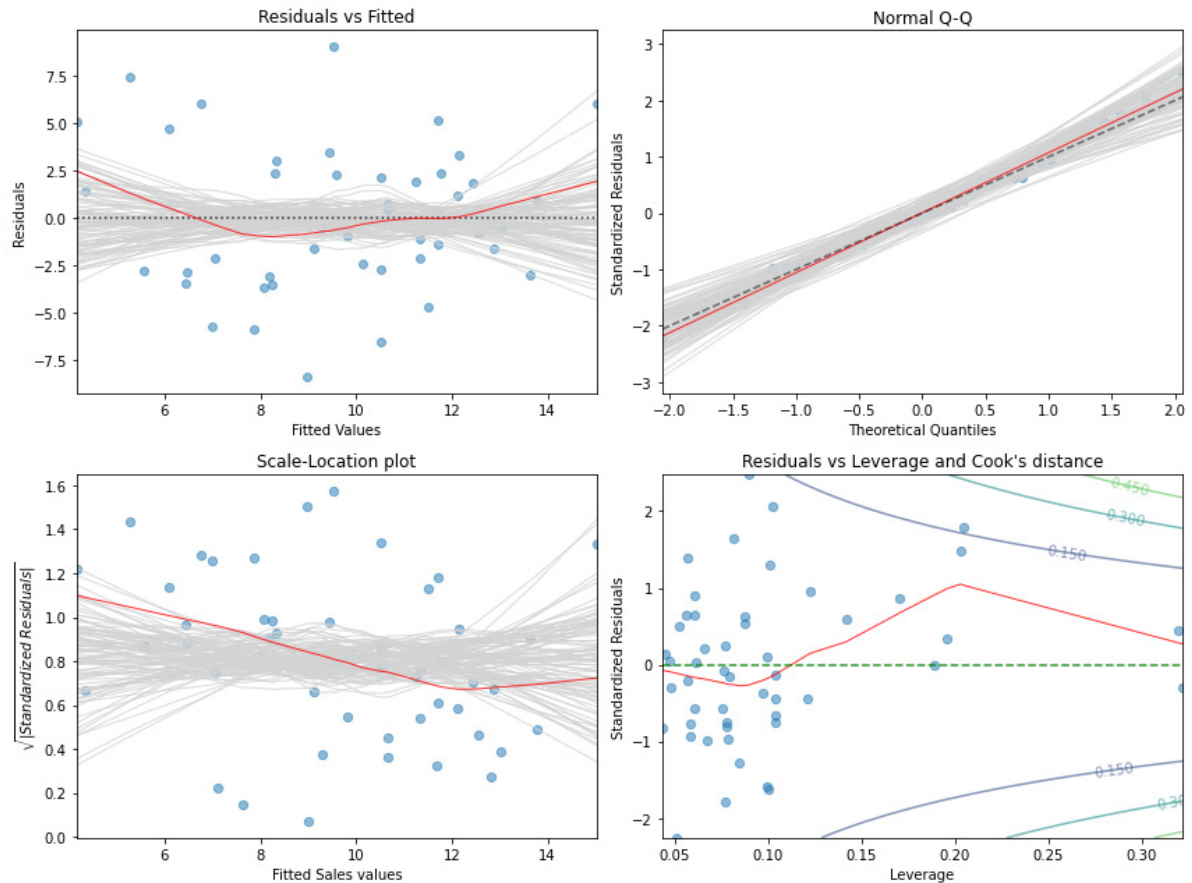 Residuals vs Fitted
Residuals
7.5
5.0
2.5
0.0
−2.5
−5.0
−7.5
6 8 10 12 14
Fitted Values
Normal Q-Q
Standardized Residuals
3
2
1
0
−1
−2
−3
−2.0 −1.5 −1.0 −0.5 0.0 0.5 1.0 1.5 2.0
Theoretical Quantiles
Scale-Location plot
√|Standardized Residuals|
1.6
1.4
1.2
1.0
0.8
0.6
0.4
0.2
0.0
6 8 10 12 14
Fitted Sales values
Residuals vs Leverage and Cook's distance
Standardized Residuals
2
1
0
−1
−2
0.450
0.300
0.150
0.150
0.30
0.05 0.10 0.15 0.20 0.25 0.30
Leverage